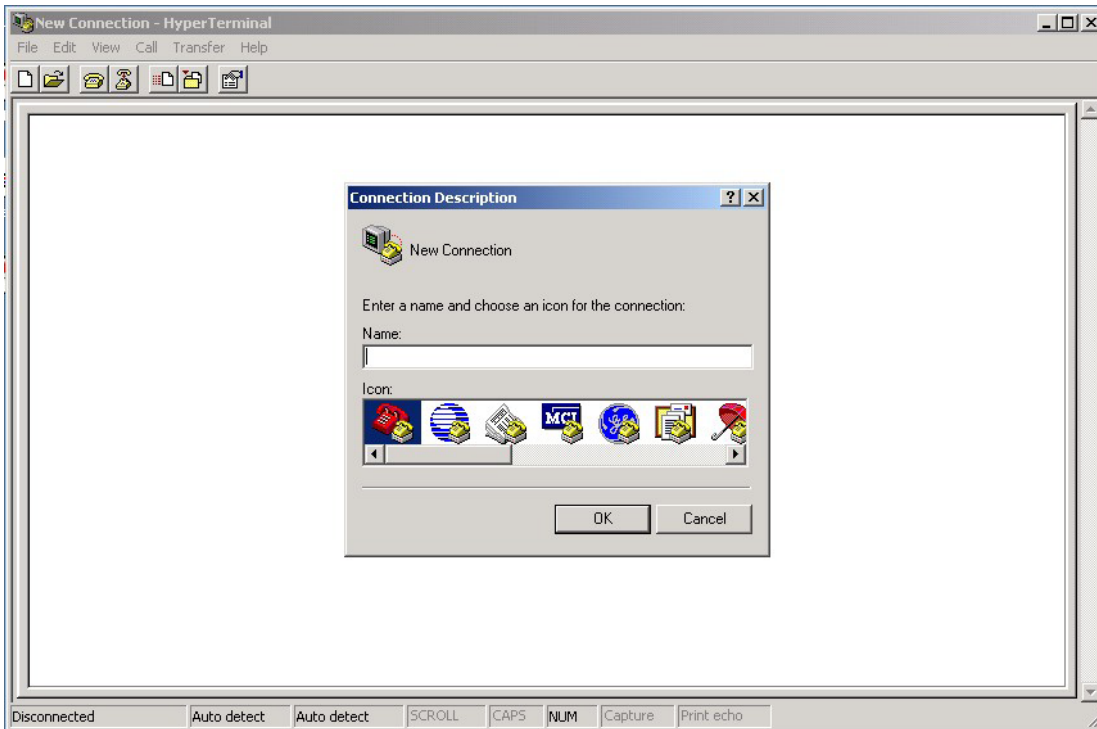 New Connection - HyperTerminal
File Edit View Call Transfer Help
Connection Description
New Connection
Enter a name and choose an icon for the connection:
Name:
Icon:
MCI
OK Cancel
Disconnected Auto detect Auto detect SCROLL CAPS NUM Capture Print echo